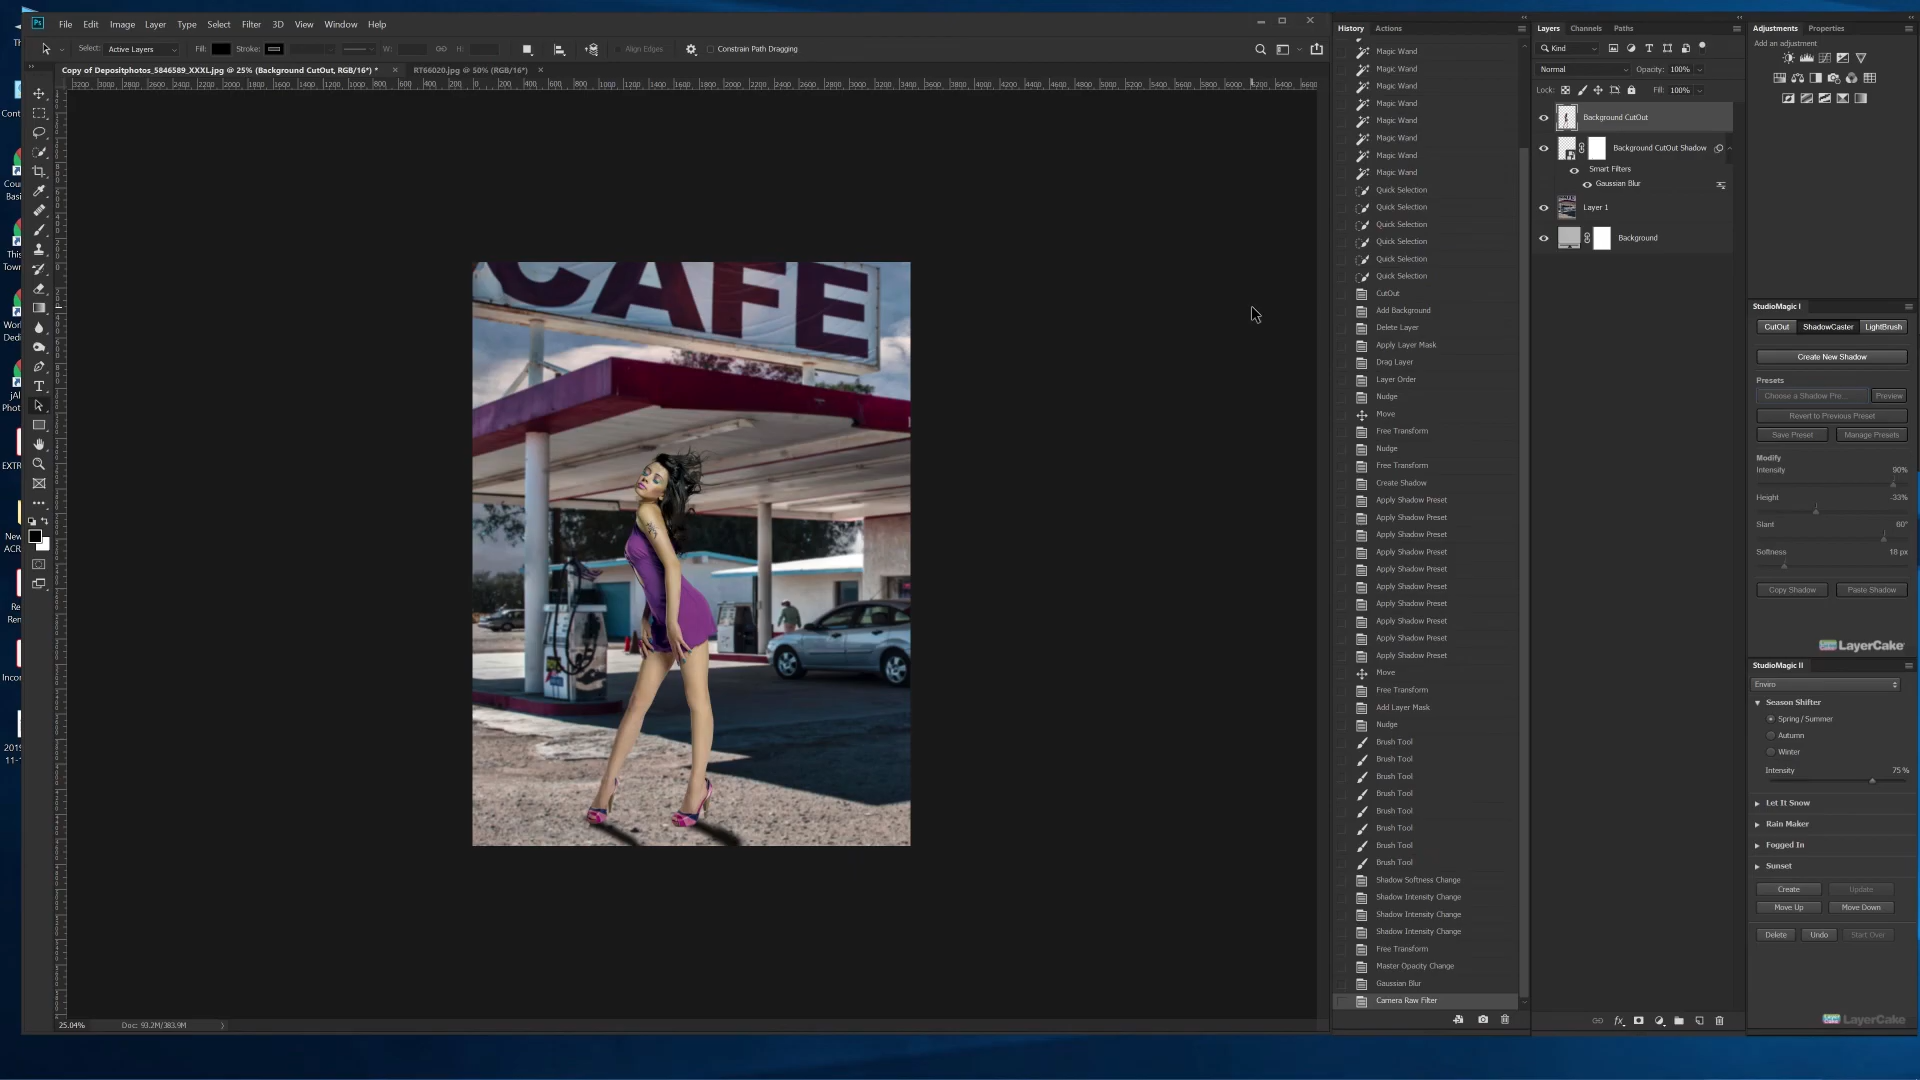 File Edit Image Layer Type Select Filter 3D View Window Help
Select: Active Layers Fill: Stroke: W: H: Align Edges Constrain Path Dragging
Copy of Depositphotos_5846589_XXXL.jpg @ 25% (Background CutOut, RGB/16*) * RT66020.jpg @ 50% (RGB/16*)
CAFE
25.04% Doc: 93.2M/383.9M
History Actions
Magic Wand
Magic Wand
Magic Wand
Magic Wand
Magic Wand
Magic Wand
Magic Wand
Magic Wand
Quick Selection
Quick Selection
Quick Selection
Quick Selection
Quick Selection
Quick Selection
CutOut
Add Background
Delete Layer
Apply Layer Mask
Drag Layer
Layer Order
Nudge
Move
Free Transform
Nudge
Free Transform
Create Shadow
Apply Shadow Preset
Apply Shadow Preset
Apply Shadow Preset
Apply Shadow Preset
Apply Shadow Preset
Apply Shadow Preset
Apply Shadow Preset
Apply Shadow Preset
Apply Shadow Preset
Apply Shadow Preset
Move
Free Transform
Add Layer Mask
Nudge
Brush Tool
Brush Tool
Brush Tool
Brush Tool
Brush Tool
Brush Tool
Brush Tool
Brush Tool
Shadow Softness Change
Shadow Intensity Change
Shadow Intensity Change
Shadow Intensity Change
Free Transform
Master Opacity Change
Gaussian Blur
Camera Raw Filter
Layers Channels Paths
Kind
Normal Opacity: 100%
Lock: Fill: 100%
Background CutOut
Background CutOut Shadow
Smart Filters
Gaussian Blur
Layer 1
Background
Adjustments Properties
Add an adjustment
StudioMagic I
CutOut ShadowCaster LightBrush
Create New Shadow
Presets
Choose a Shadow Pre... Preview
Revert to Previous Preset
Save Preset Manage Presets
Modify
Intensity 90%
Height -33%
Slant 60°
Softness 18 px
Copy Shadow Paste Shadow
LayerCake
StudioMagic II
Enviro
Season Shifter
Spring / Summer
Autumn
Winter
Intensity 75 %
Let It Snow
Rain Maker
Fogged In
Sunset
Create Update
Move Up Move Down
Delete Undo Start Over
LayerCake